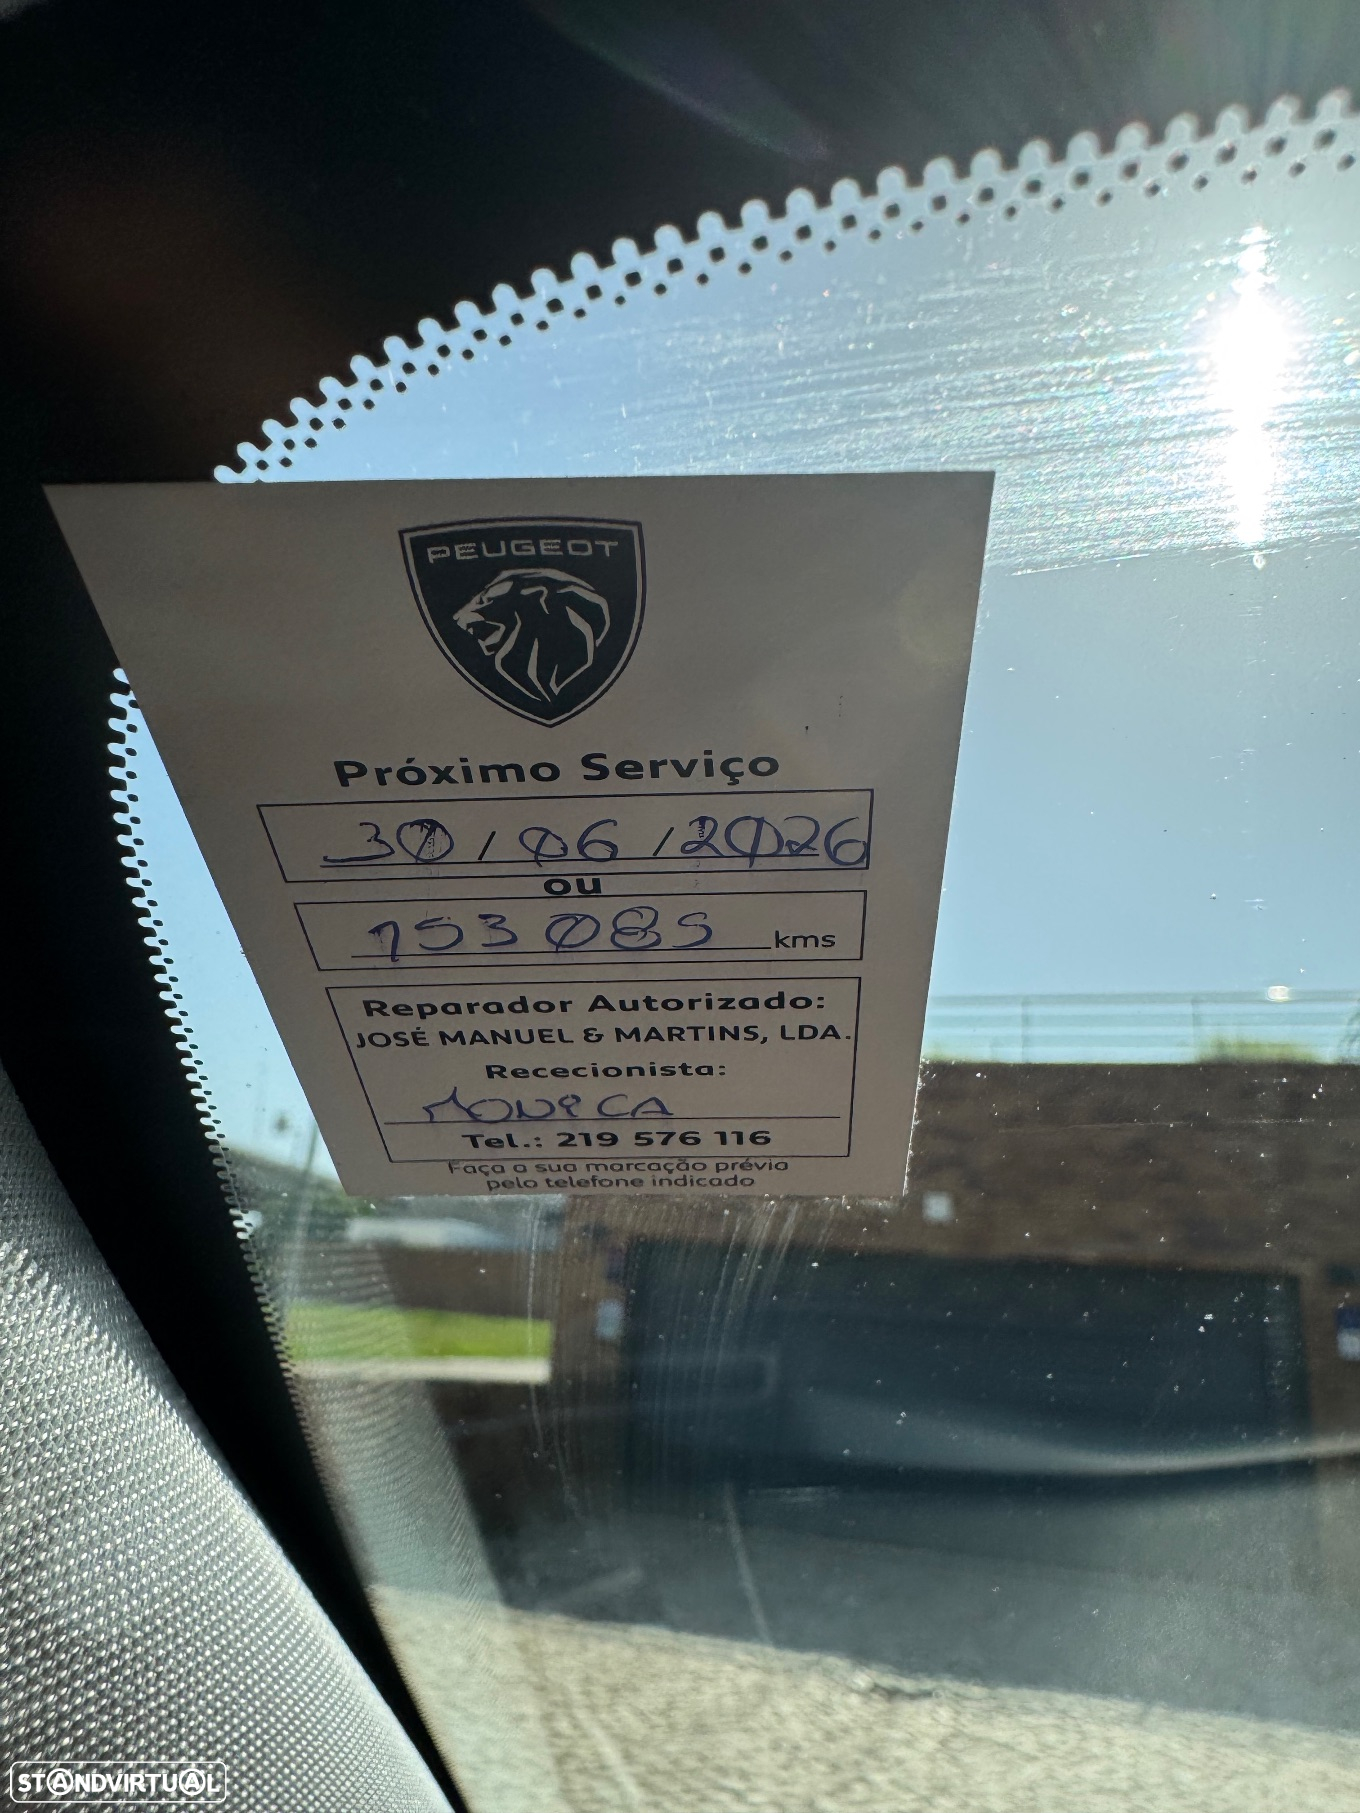 PEUGEOT
Próximo Serviço
30 / 06 / 2026
ou
153085 kms
Reparador Autorizado:
JOSÉ MANUEL & MARTINS, LDA.
Rececionista:
MONICA
Tel.: 219 576 116
Faça a sua marcação prévia
pelo telefone indicado
STANDVIRTUAL